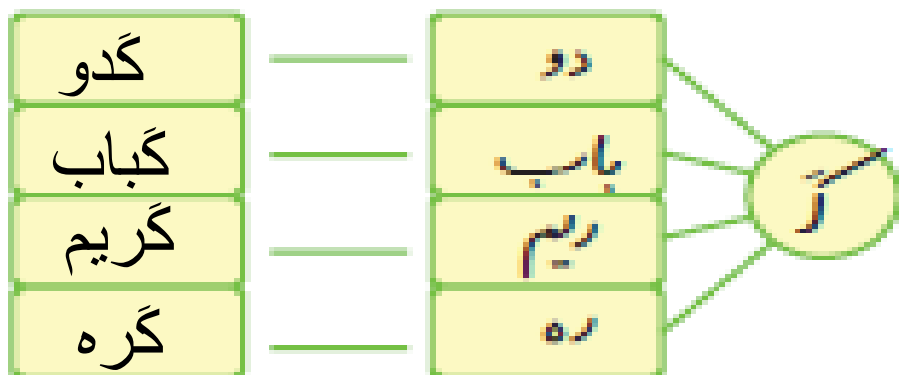 کَ
دو کَدو
باب کَباب
ریم کَریم
ره کَره